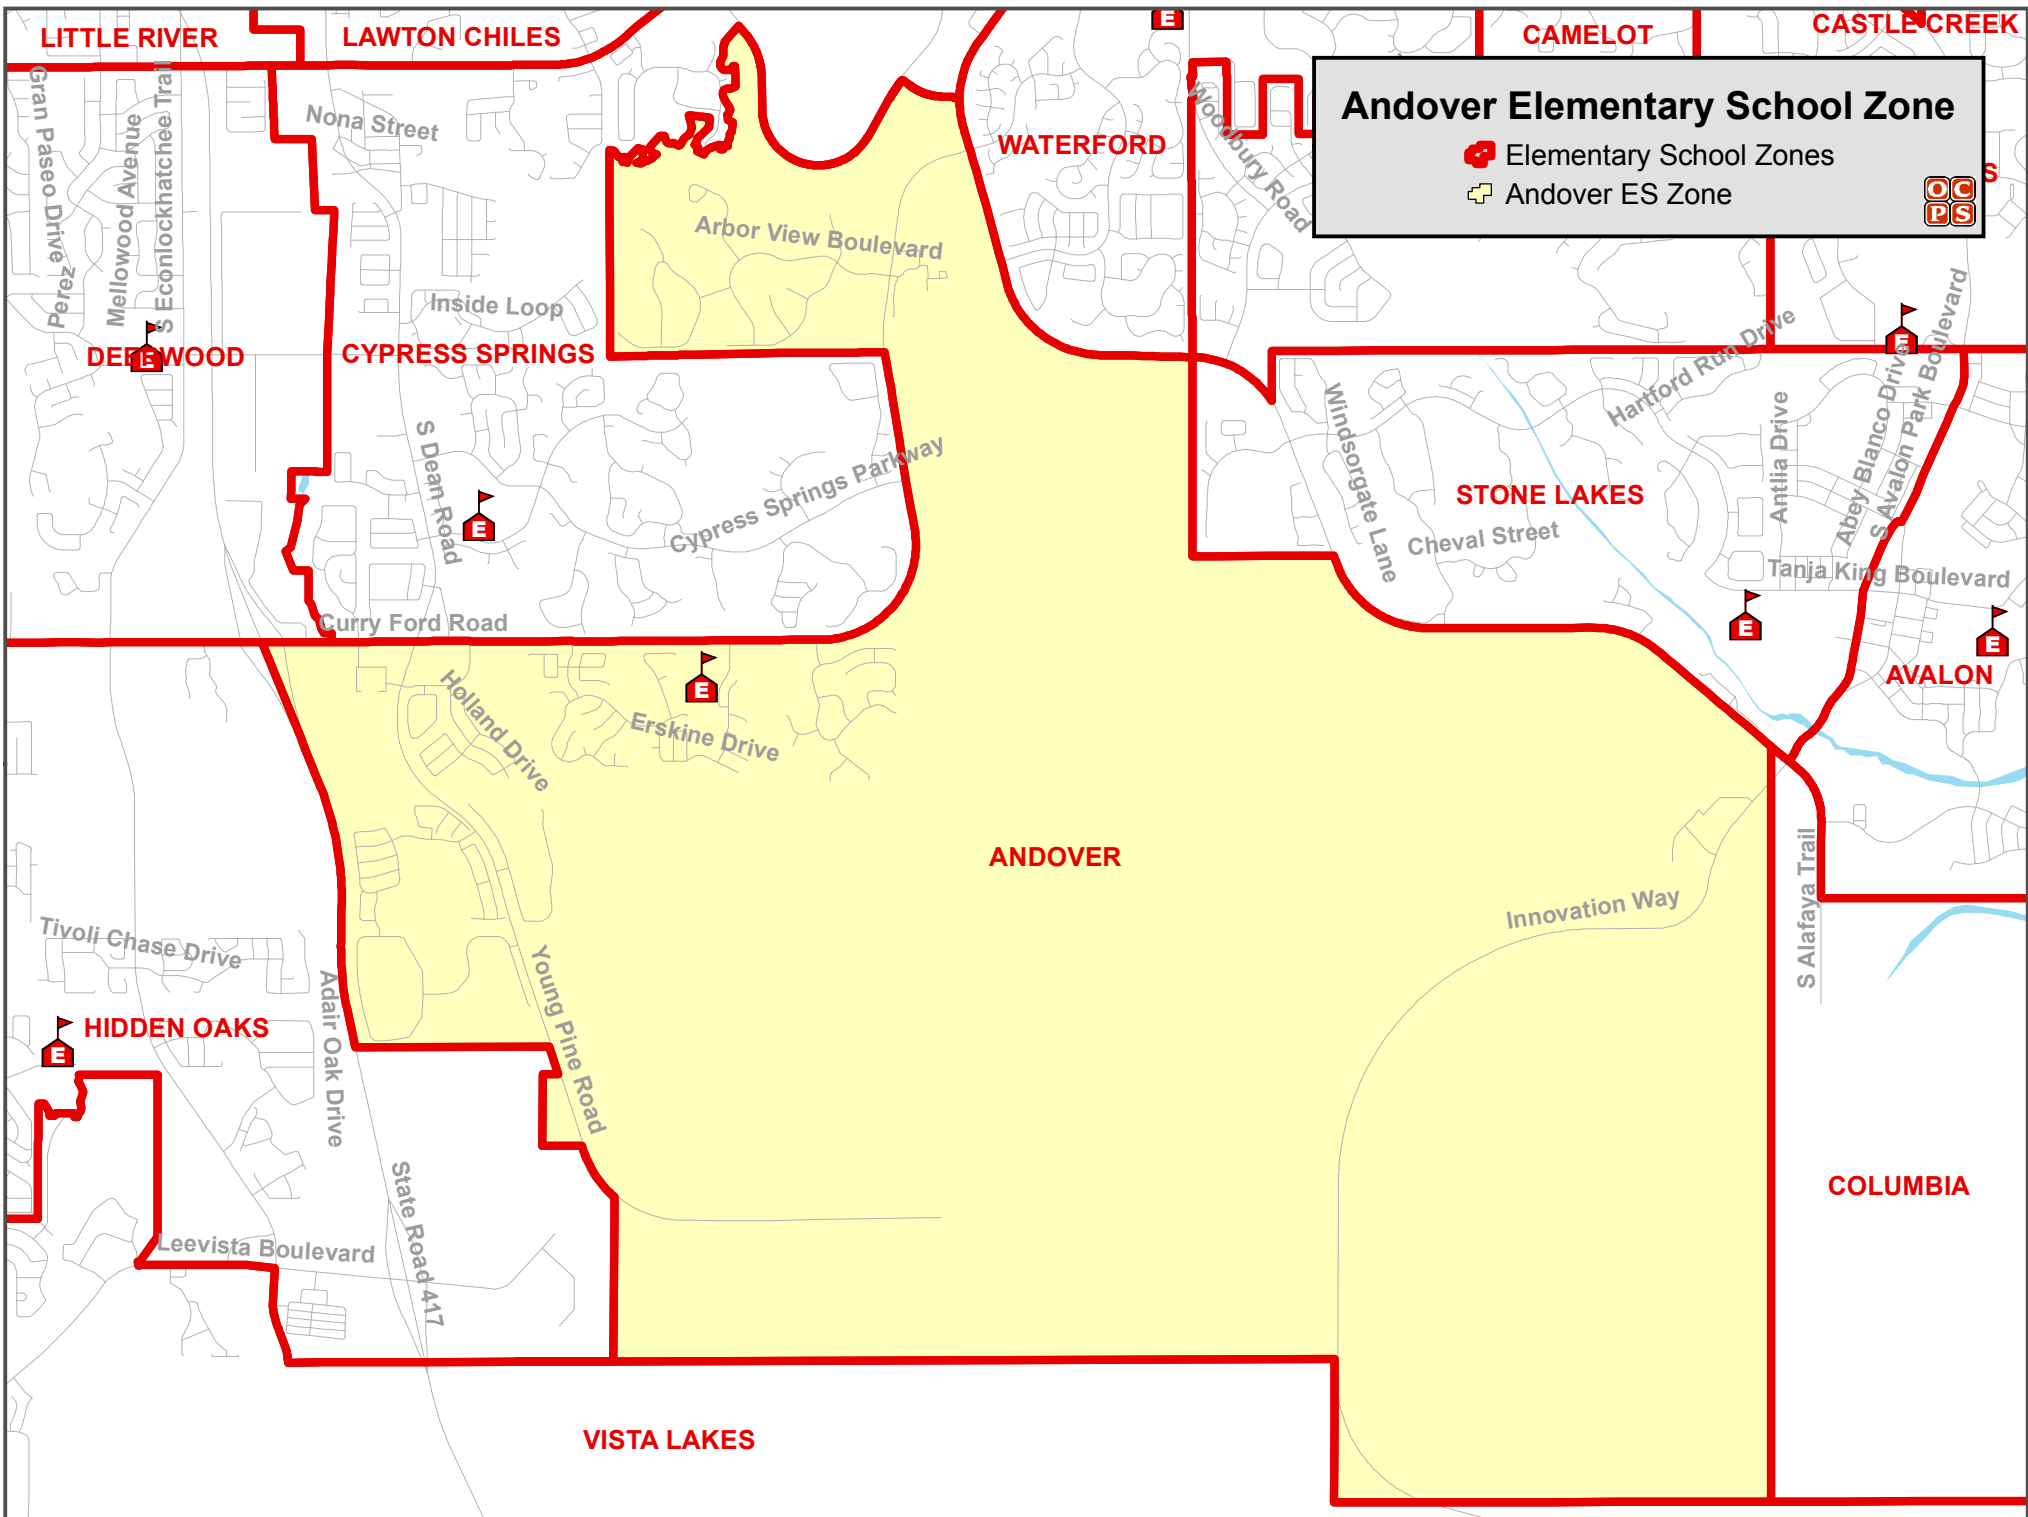 LITTLE RIVER
LAWTON CHILES
E
CAMELOT
CASTLE CREEK
Andover Elementary School Zone
Elementary School Zones
Andover ES Zone
OC
PS
S
Gran Paseo Drive
Perez
Mellowood Avenue
S Econlockhatchee Trail
Nona Street
WATERFORD
Woodbury Road
Arbor View Boulevard
Inside Loop
DEERWOOD
E
CYPRESS SPRINGS
Hartford Run Drive
E
Abey Blanco Drive
S Avalon Park Boulevard
Windsorgate Lane
Antlia Drive
S Dean Road
Cypress Springs Parkway
STONE LAKES
E
Cheval Street
Tanja King Boulevard
Curry Ford Road
E
E
AVALON
E
Holland Drive
Erskine Drive
ANDOVER
Innovation Way
S Alafaya Trail
Tivoli Chase Drive
Adair Oak Drive
Young Pine Road
HIDDEN OAKS
E
COLUMBIA
State Road 417
Leevista Boulevard
VISTA LAKES